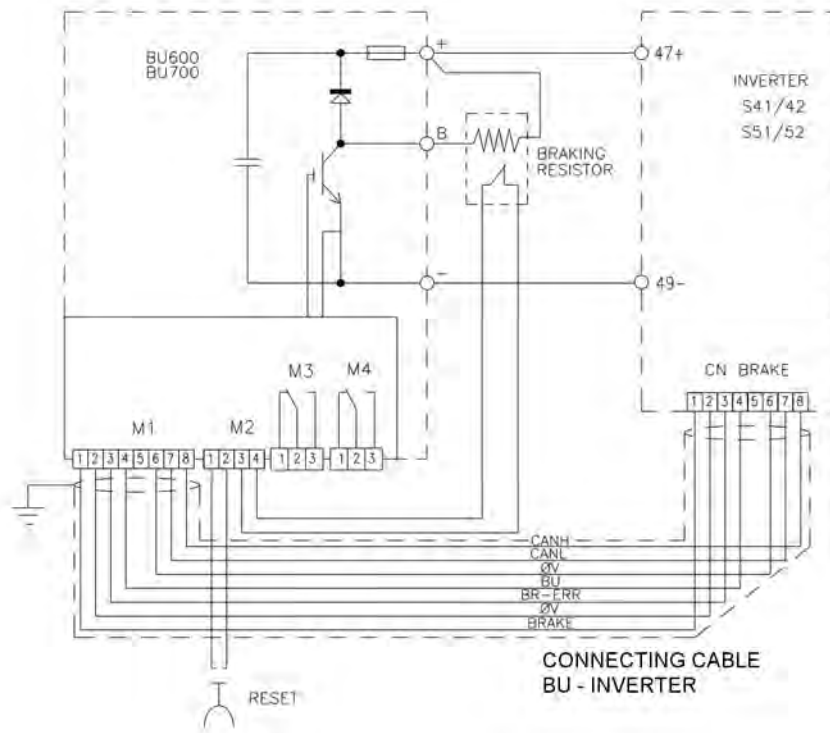 BU600
BU700
+
47+
INVERTER
S41/42
S51/52
B
BRAKING
RESISTOR
-
49-
CN BRAKE
1 2 3 4 5 6 7 8
M3
M4
M1
M2
1 2 3 4 5 6 7 8
1 2 3 4
1 2 3
1 2 3
CANH
CANL
ØV
BU
BR-ERR
ØV
BRAKE
CONNECTING CABLE
BU - INVERTER
RESET